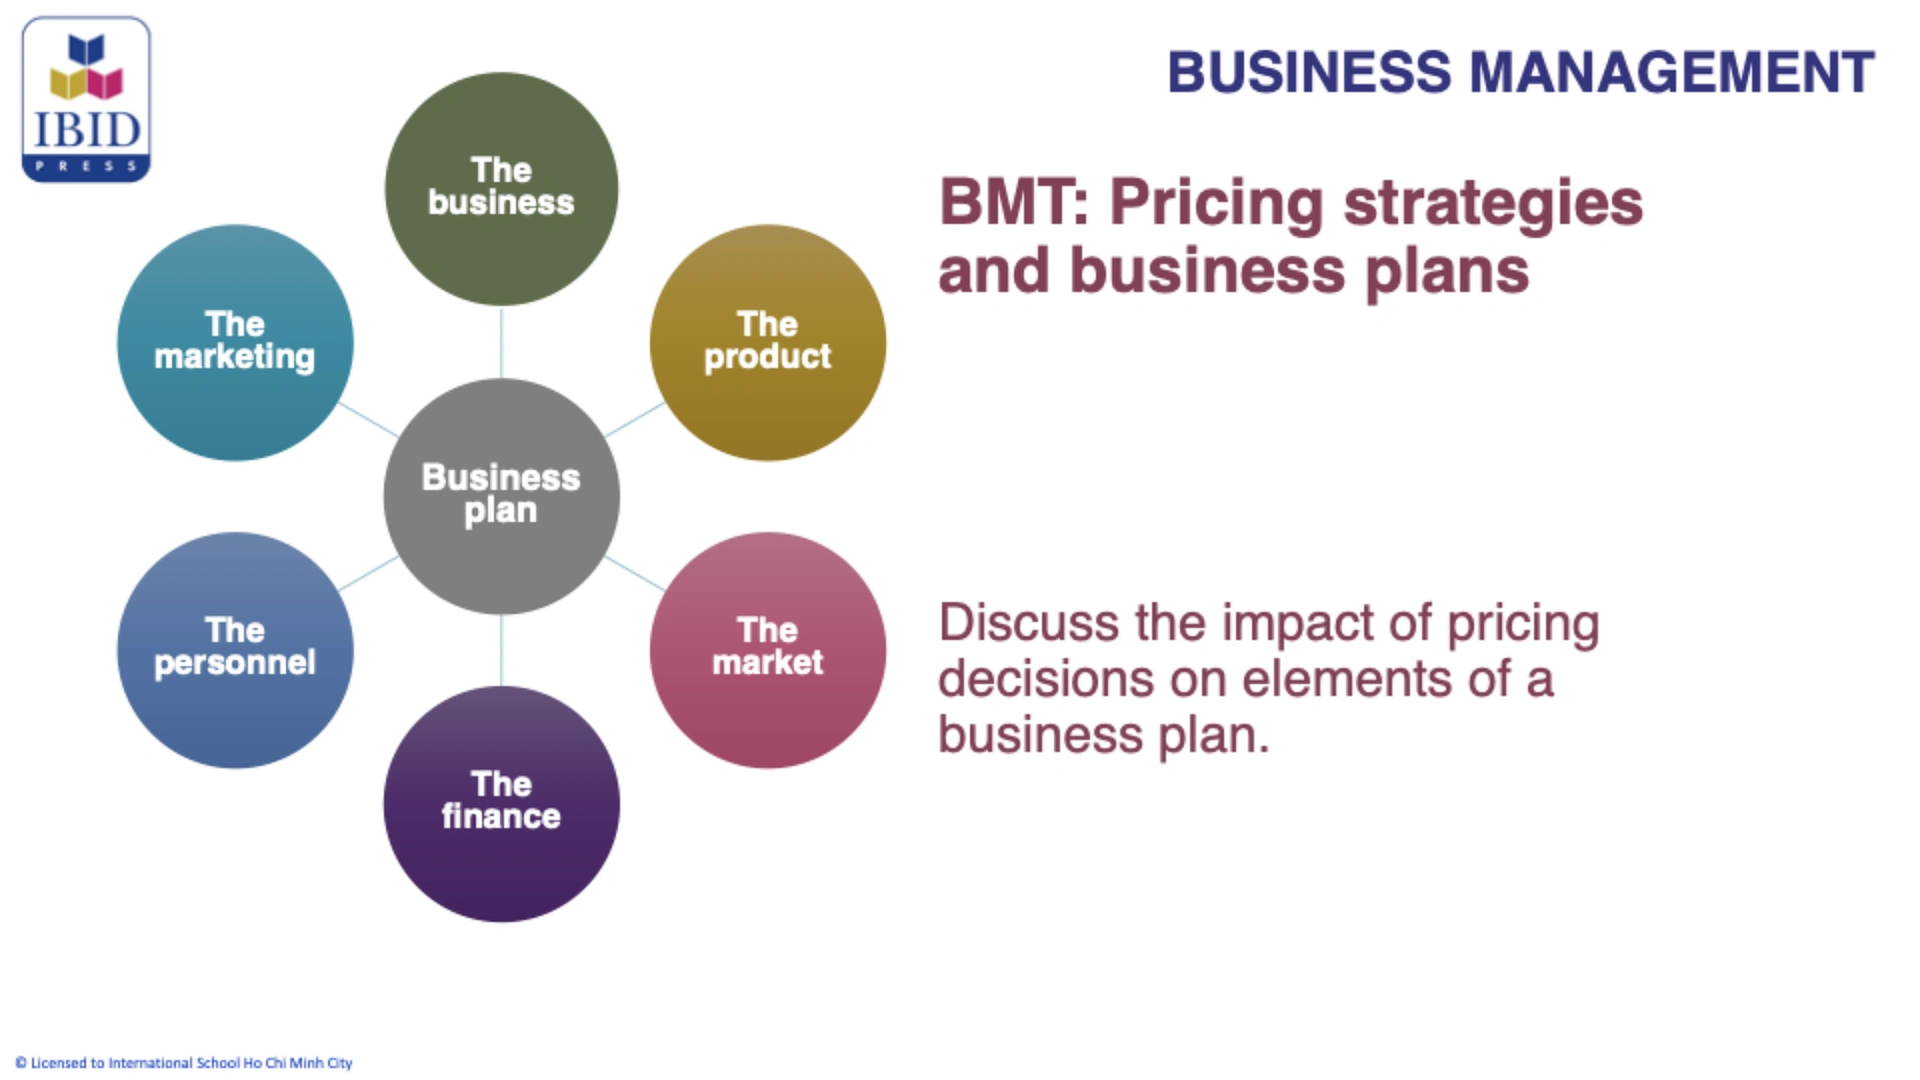 IBID
PRESS
BUSINESS MANAGEMENT
BMT: Pricing strategies
and business plans
The
business
The
marketing
The
product
Business
plan
The
personnel
The
market
The
finance
Discuss the impact of pricing
decisions on elements of a
business plan.
© Licensed to International School Ho Chi Minh City